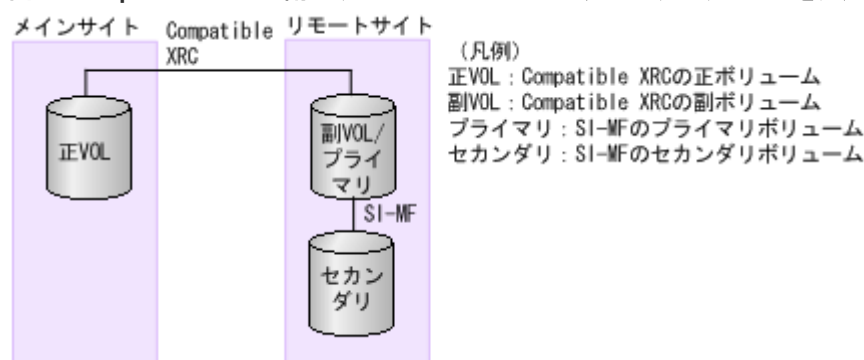 メインサイト
Compatible
XRC
リモートサイト
正VOL
副VOL/
プライ
マリ
SI-MF
セカン
ダリ
(凡例)
正VOL:Compatible XRCの正ボリューム
副VOL:Compatible XRCの副ボリューム
プライマリ:SI-MFのプライマリボリューム
セカンダリ:SI-MFのセカンダリボリューム